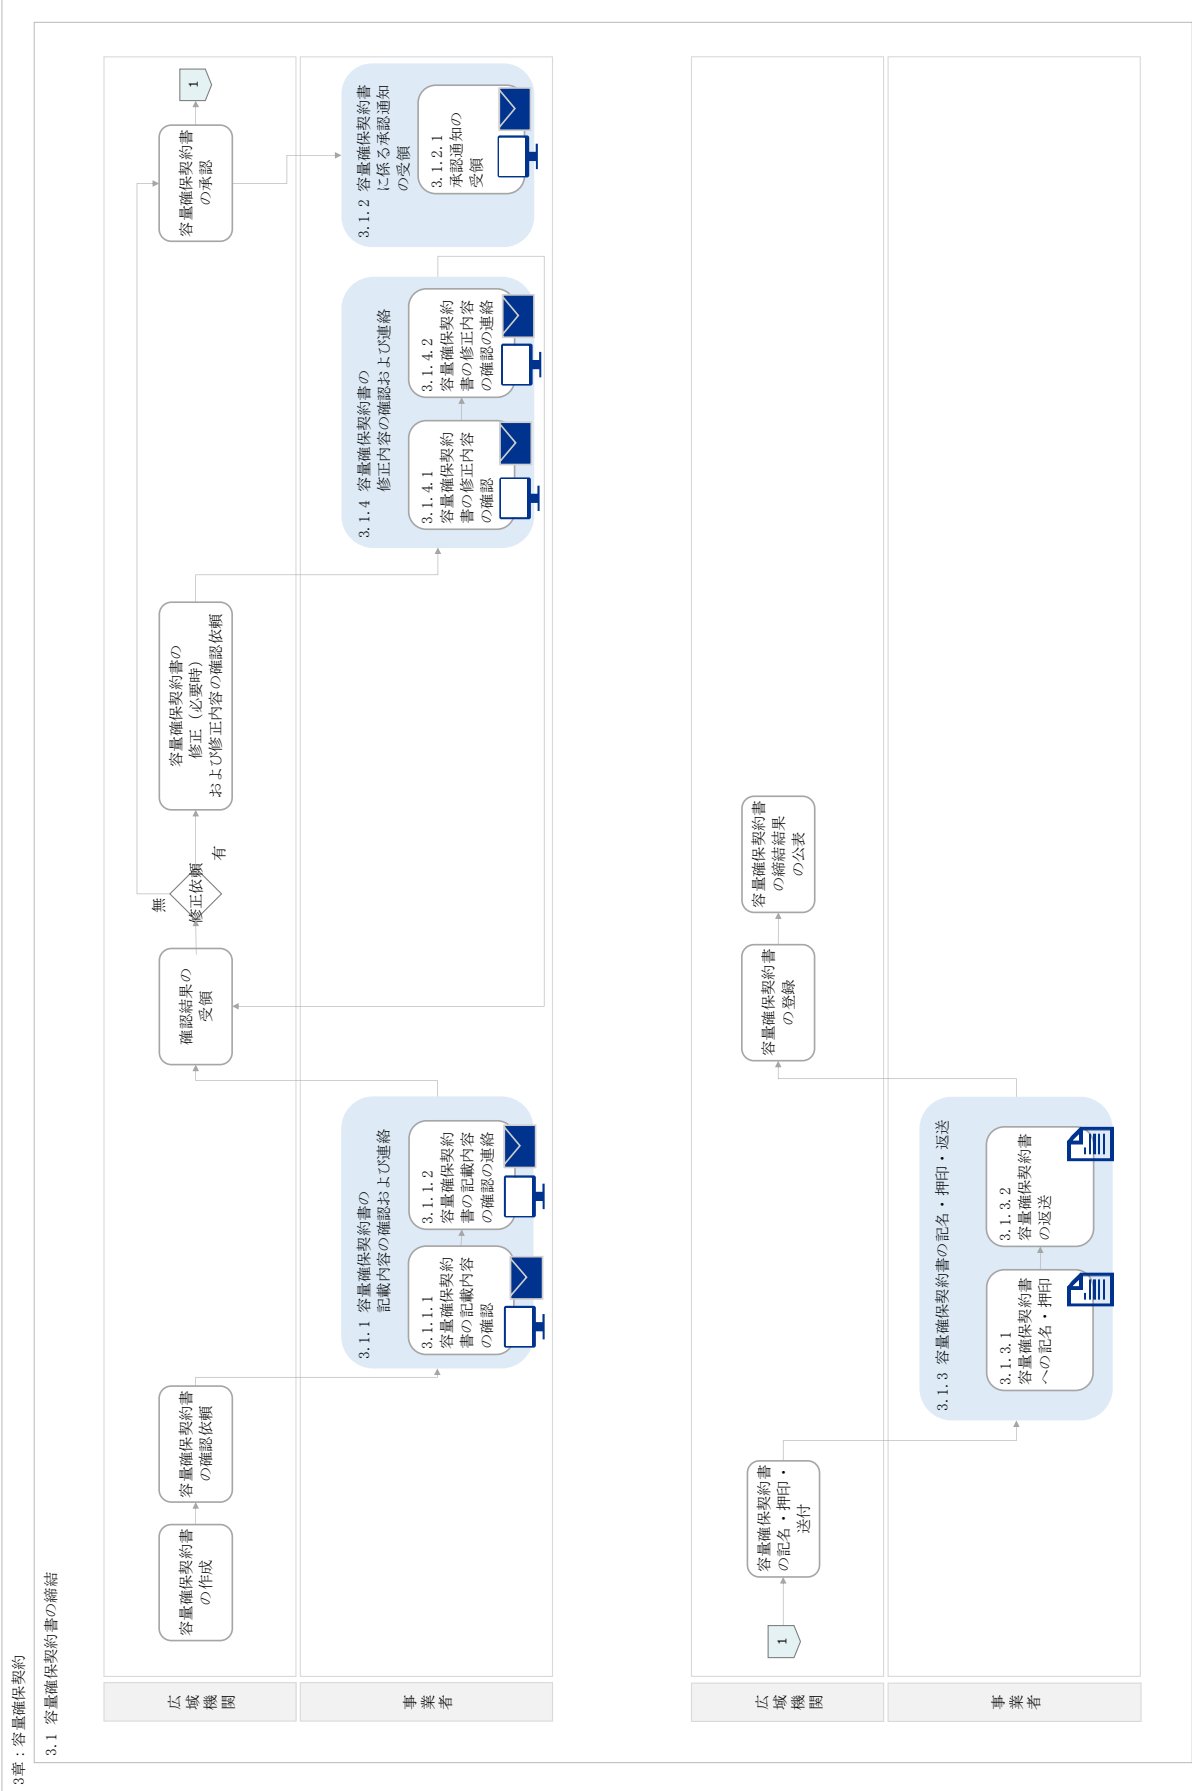 3章：容量確保契約
3.1 容量確保契約書の締結
広域機関
容量確保契約書
の作成
容量確保契約書
の確認依頼
確認結果の
受領
修正依頼
無
有
容量確保契約書の
修正（必要時）
および修正内容の確認依頼
容量確保契約書
の承認
1
事業者
3.1.1 容量確保契約書の
記載内容の確認および連絡
3.1.1.1
容量確保契約
書の記載内容
の確認
3.1.1.2
容量確保契約
書の記載内容
の確認の連絡
3.1.4 容量確保契約書の
修正内容の確認および連絡
3.1.4.1
容量確保契約
書の修正内容
の確認
3.1.4.2
容量確保契約
書の修正内容
の確認の連絡
3.1.2 容量確保契約書
に係る承認通知
の受領
3.1.2.1
承認通知の
受領
広域機関
1
容量確保契約書
の記名・押印・
送付
容量確保契約書
の登録
容量確保契約書
の締結結果
の公表
事業者
3.1.3 容量確保契約書の記名・押印・返送
3.1.3.1
容量確保契約書
への記名・押印
3.1.3.2
容量確保契約書
の返送